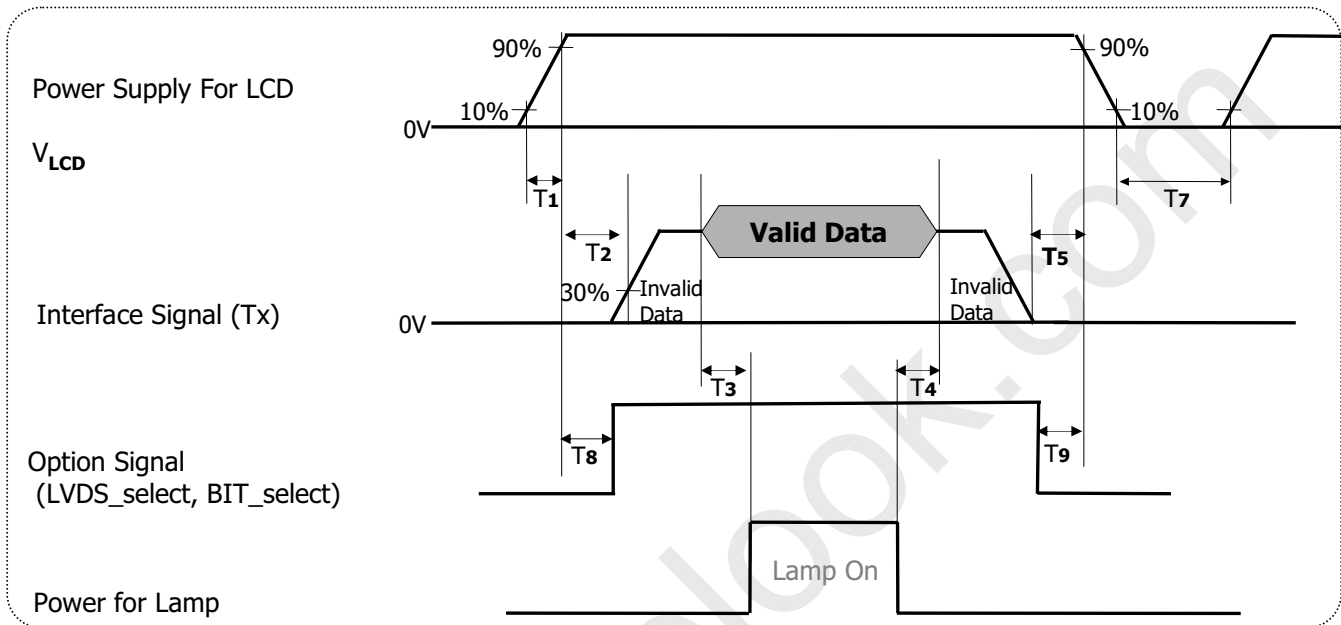 90%
90%
Power Supply For LCD
10%
10%
0V
VLCD
T1
T7
T2
Valid Data
T5
30%
Invalid
Data
Invalid
Data
Interface Signal (Tx)
0V
T3
T4
T8
T9
Option Signal
(LVDS_select, BIT_select)
Lamp On
Power for Lamp
look.com